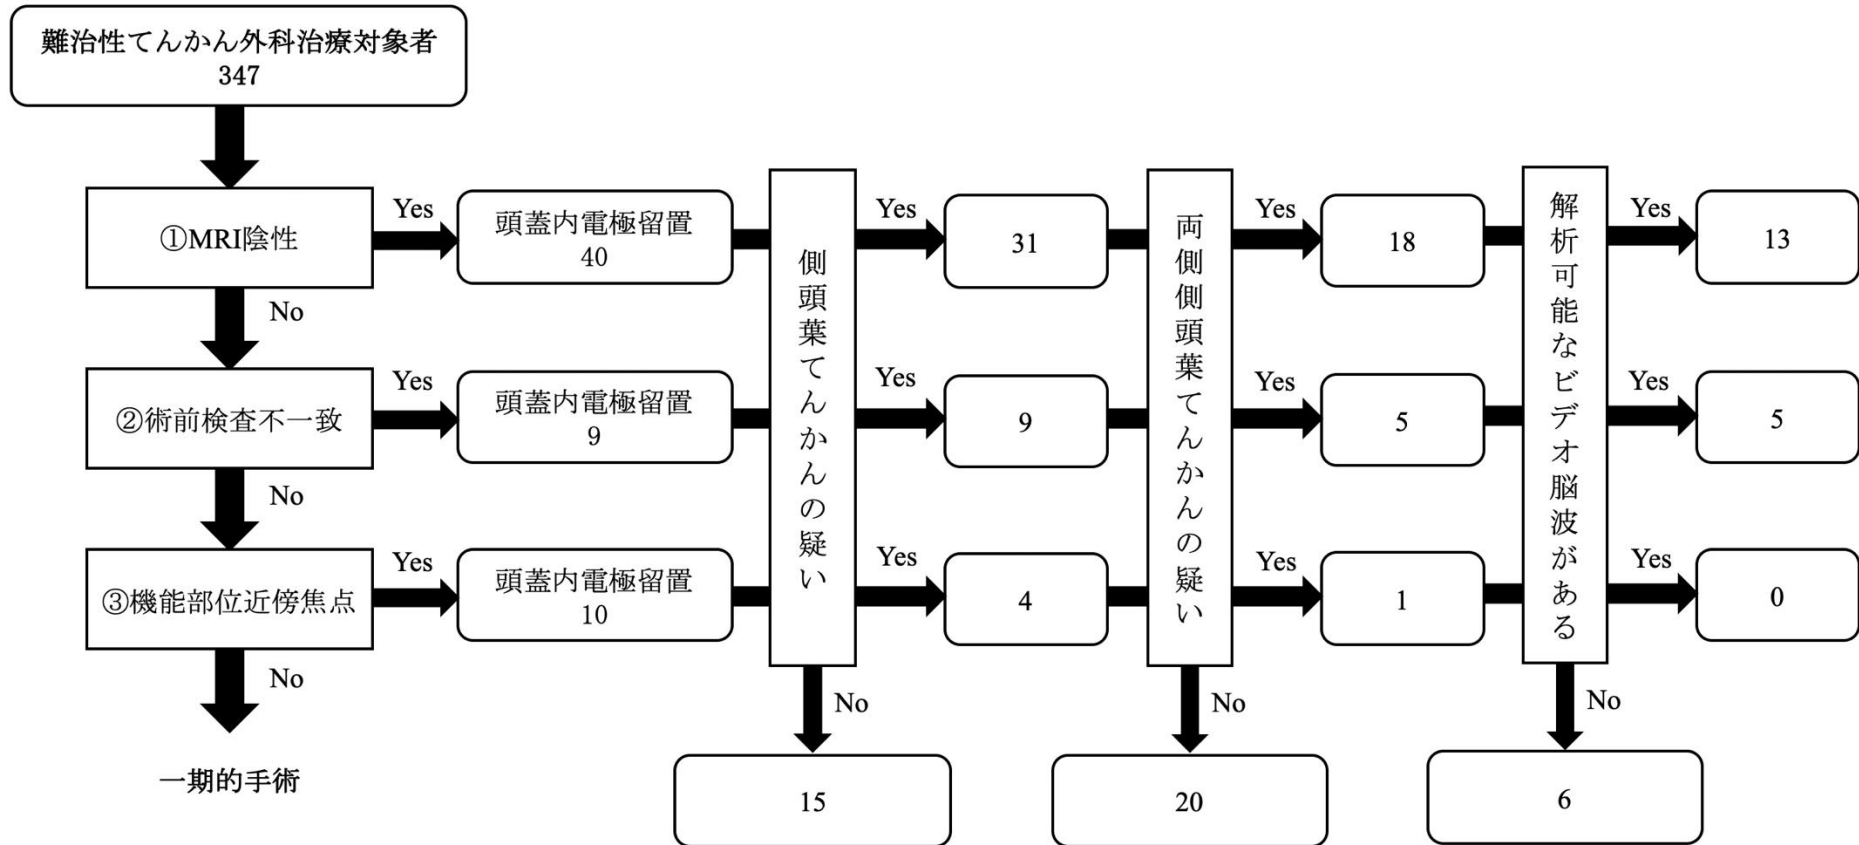 難治性てんかん外科治療対象者
347
①MRI陰性
Yes
頭蓋内電極留置
40
側頭葉てんかんの疑い
Yes
31
両側側頭葉てんかんの疑い
Yes
18
解析可能なビデオ脳波がある
Yes
13
No
②術前検査不一致
Yes
頭蓋内電極留置
9
Yes
9
Yes
5
Yes
5
No
③機能部位近傍焦点
Yes
頭蓋内電極留置
10
Yes
4
Yes
1
Yes
0
No
一期的手術
No
15
No
20
No
6